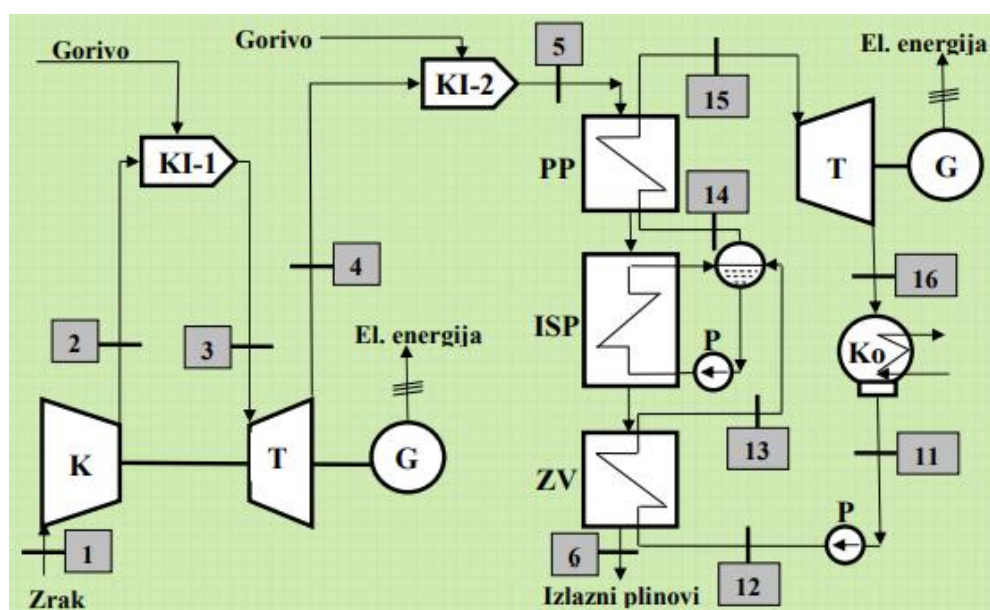 Gorivo
Gorivo
5
El. energija
KI-2
15
KI-1
PP
T
G
14
4
16
2
3
El. energija
ISP
P
Ko
K
T
G
13
11
ZV
P
1
6
12
Zrak
Izlazni plinovi